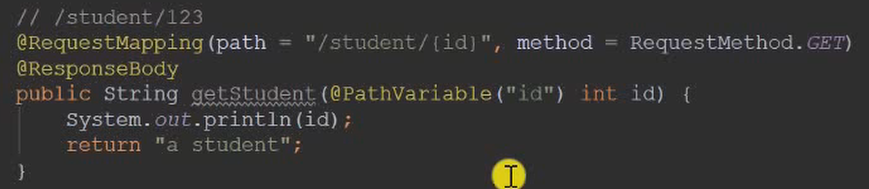 // /student/123
@RequestMapping(path = "/student/{id}", method = RequestMethod.GET)
@ResponseBody
public String getStudent(@PathVariable("id") int id) {
System.out.println(id);
return "a student";
}